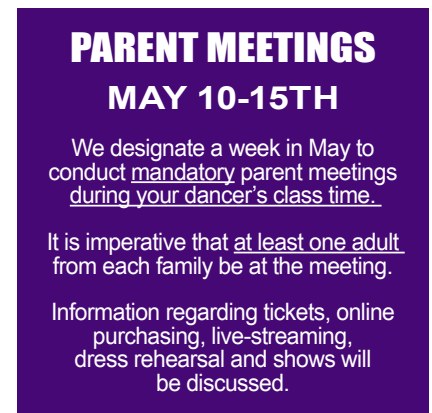 PARENT MEETINGS
MAY 10-15TH
We designate a week in May to
conduct mandatory parent meetings
during your dancer's class time.
It is imperative that at least one adult
from each family be at the meeting.
Information regarding tickets, online
purchasing, live-streaming,
dress rehearsal and shows will
be discussed.